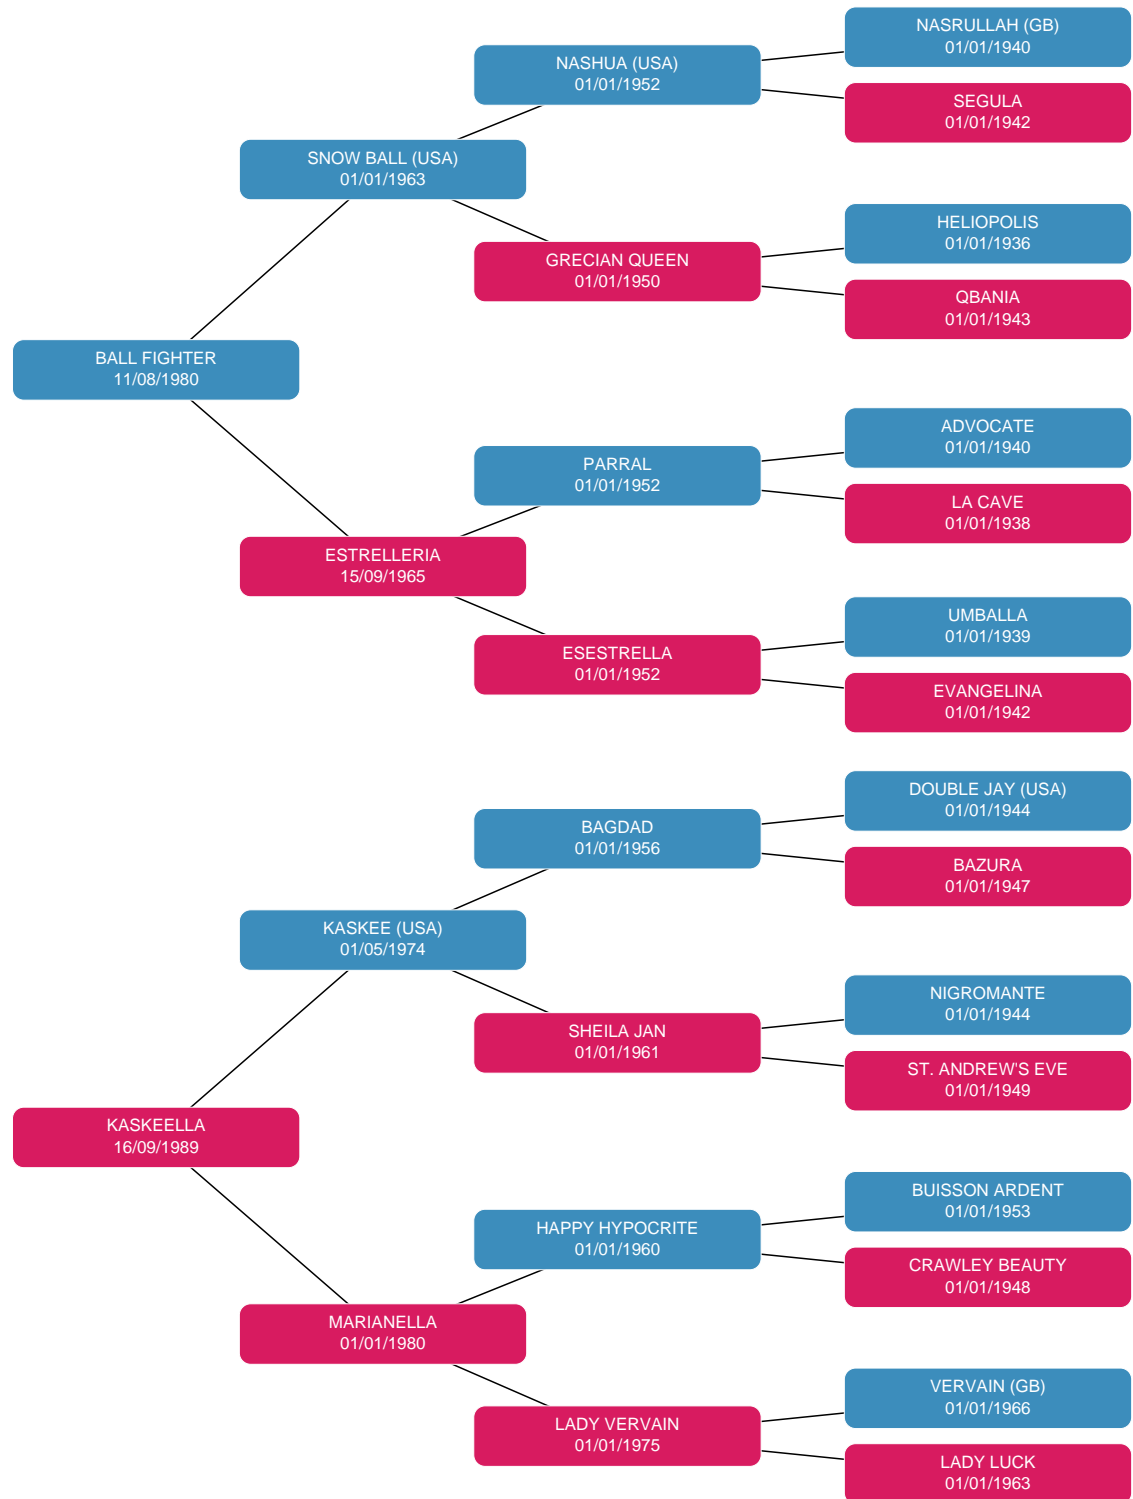 NASRULLAH (GB)
01/01/1940
NASHUA (USA)
01/01/1952
SEGULA
01/01/1942
SNOW BALL (USA)
01/01/1963
HELIOPOLIS
01/01/1936
GRECIAN QUEEN
01/01/1950
QBANIA
01/01/1943
BALL FIGHTER
11/08/1980
ADVOCATE
01/01/1940
PARRAL
01/01/1952
LA CAVE
01/01/1938
ESTRELLERIA
15/09/1965
UMBALLA
01/01/1939
ESESTRELLA
01/01/1952
EVANGELINA
01/01/1942
DOUBLE JAY (USA)
01/01/1944
BAGDAD
01/01/1956
BAZURA
01/01/1947
KASKEE (USA)
01/05/1974
NIGROMANTE
01/01/1944
SHEILA JAN
01/01/1961
ST. ANDREW'S EVE
01/01/1949
KASKEELLA
16/09/1989
BUISSON ARDENT
01/01/1953
HAPPY HYPOCRITE
01/01/1960
CRAWLEY BEAUTY
01/01/1948
MARIANELLA
01/01/1980
VERVAIN (GB)
01/01/1966
LADY VERVAIN
01/01/1975
LADY LUCK
01/01/1963